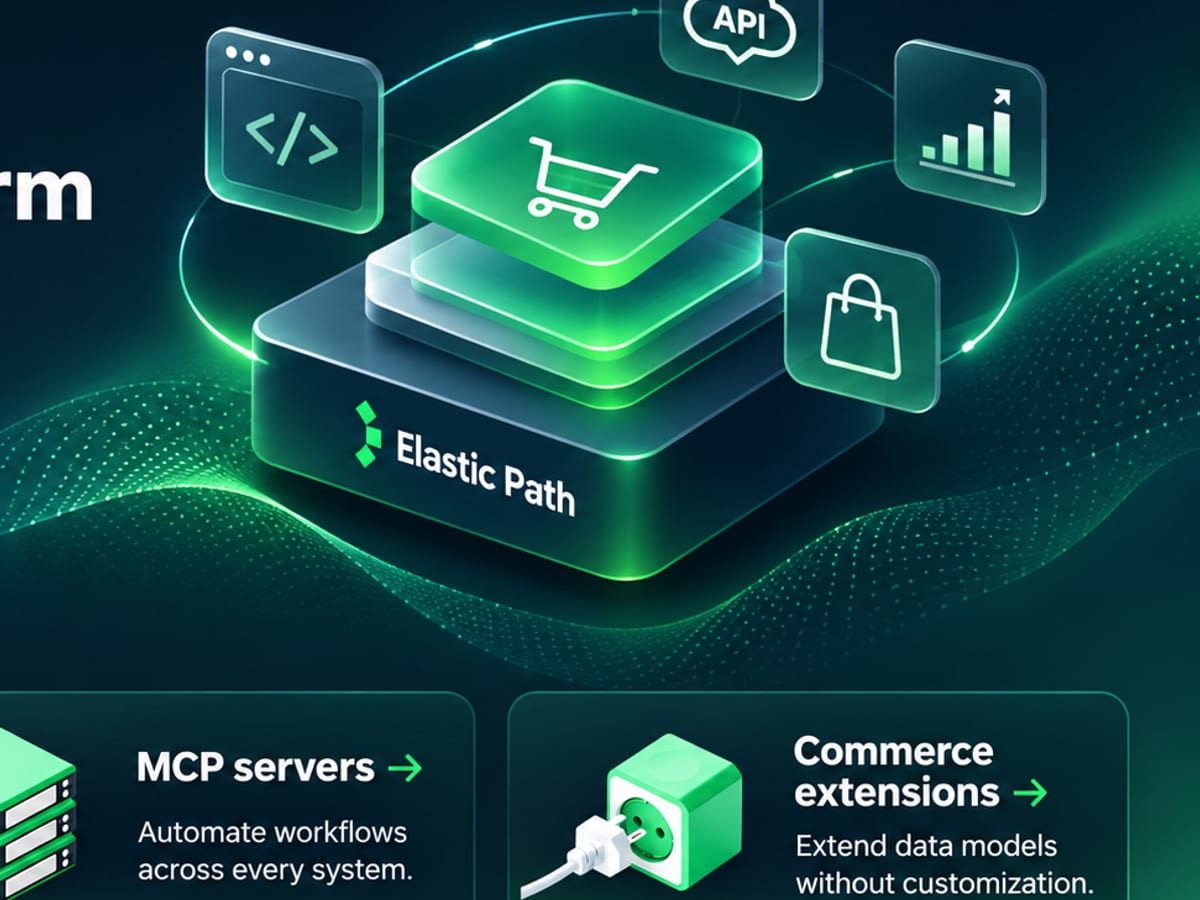 API
</>
rm
Elastic Path
MCP servers →
Automate workflows
across every system.
Commerce
extensions →
Extend data models
without customization.